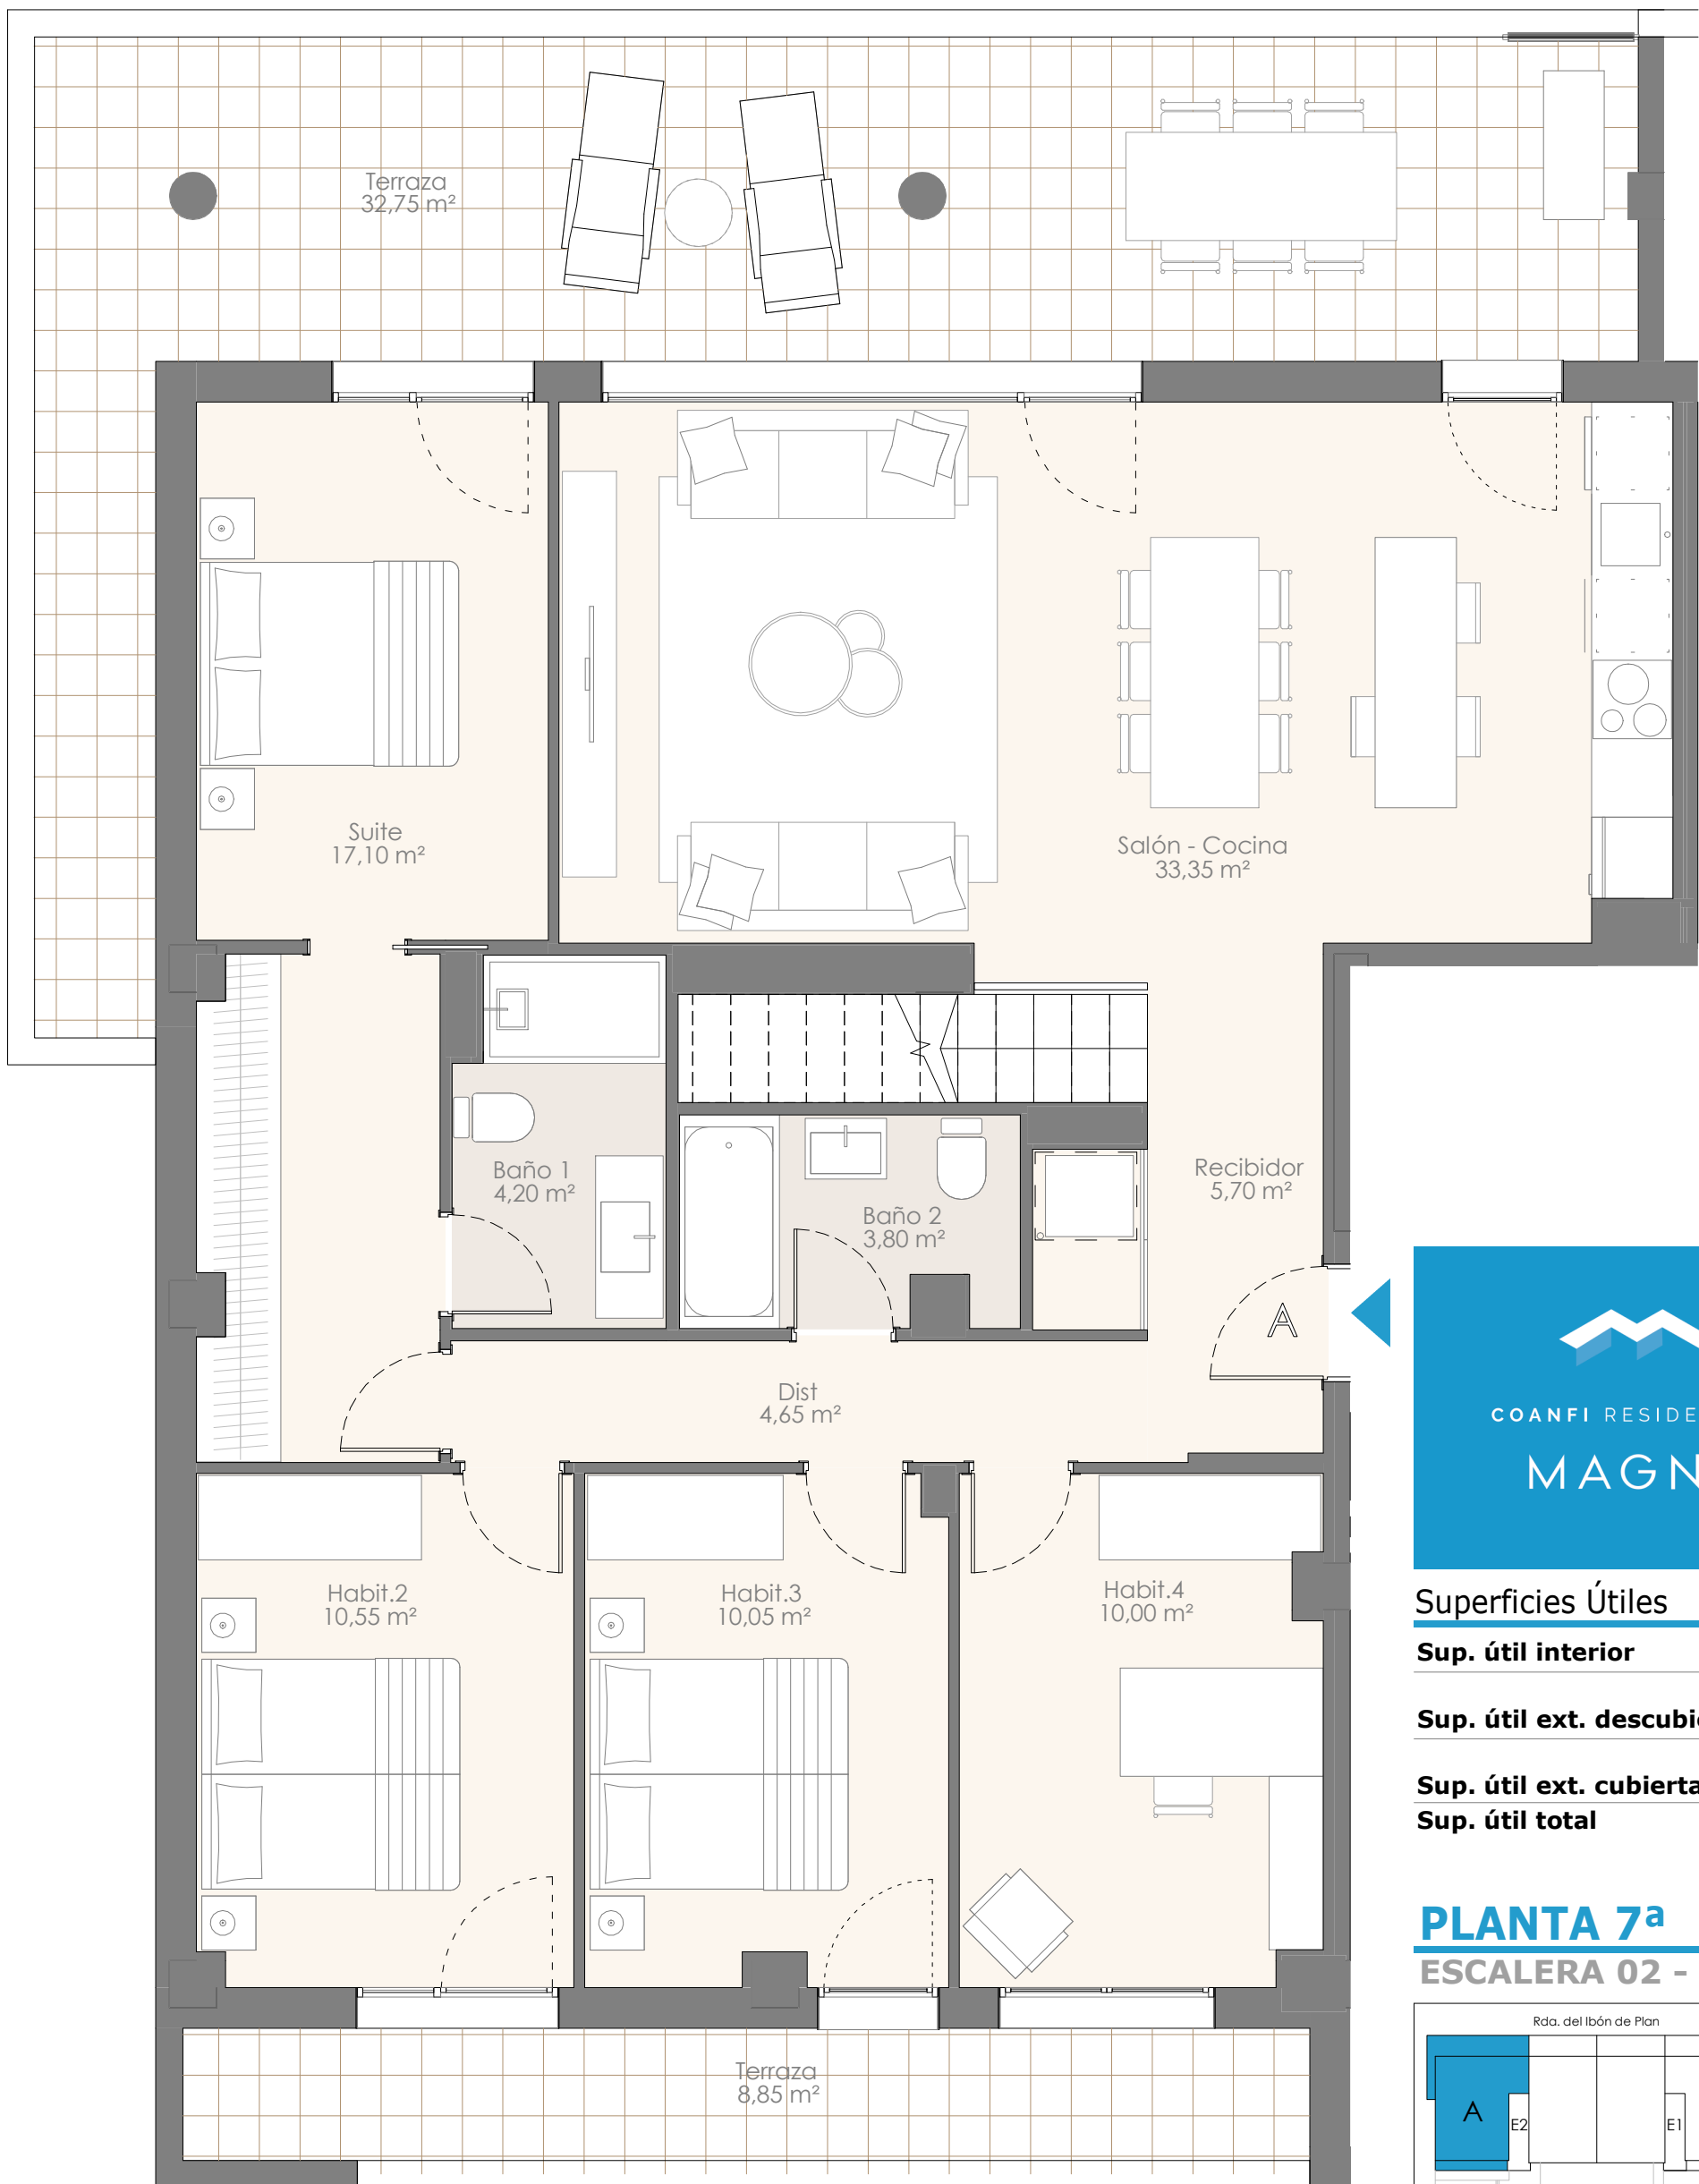 Terraza
32,75 m²
Suite
17,10 m²
Salón - Cocina
33,35 m²
Baño 1
4,20 m²
Baño 2
3,80 m²
Recibidor
5,70 m²
A
Dist
4,65 m²
Habit.2
10,55 m²
Habit.3
10,05 m²
Habit.4
10,00 m²
Terraza
8,85 m²
COANFI RESIDE
MAGN
Superficies Útiles
Sup. útil interior
Sup. útil ext. descubi
Sup. útil ext. cubierta
Sup. útil total
PLANTA 7ª
ESCALERA 02 -
Rda. del Ibón de Plan
A
E2
E1